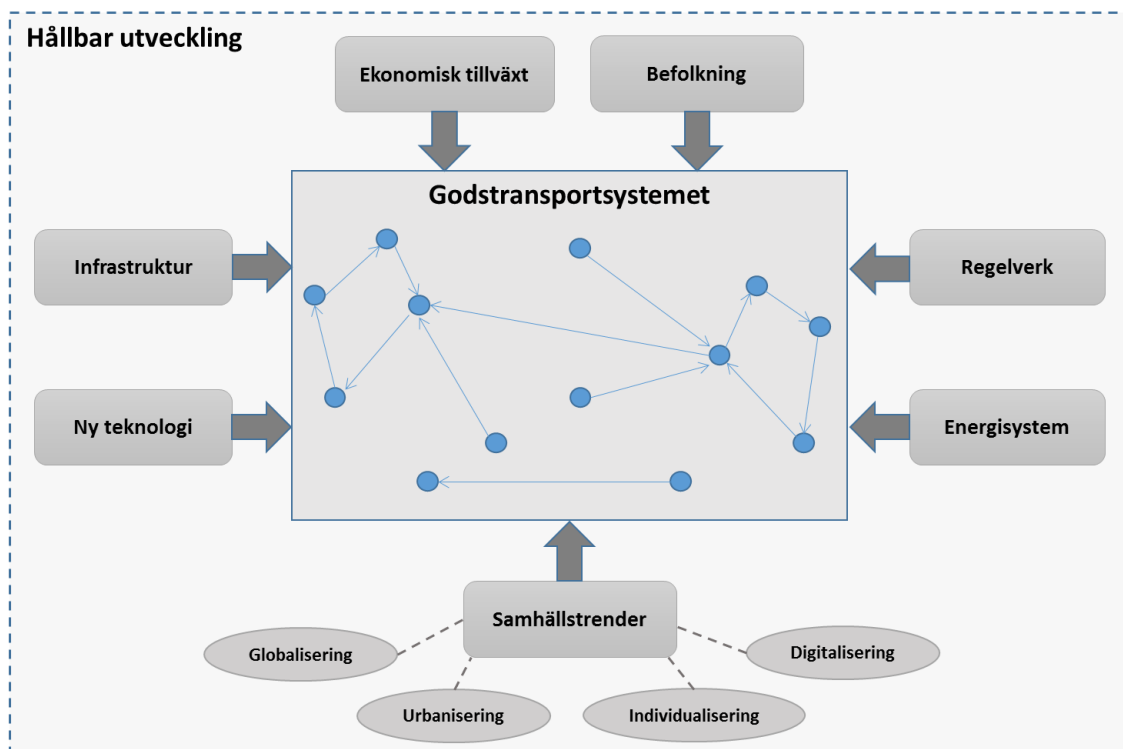 Hållbar utveckling
Ekonomisk tillväxt
Befolkning
Godstransportsystemet
Infrastruktur
Regelverk
Ny teknologi
Energisystem
Samhällstrender
Globalisering
Digitalisering
Urbanisering
Individualisering